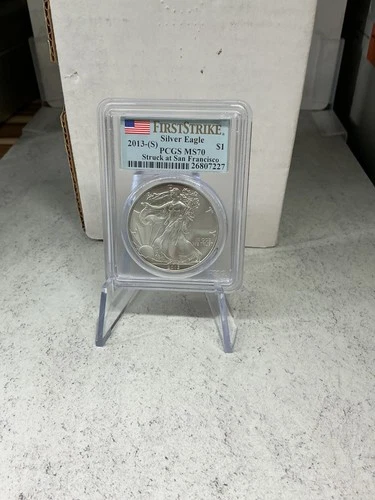 FIRSTSTRIKE
Silver Eagle
2013-(S) $1
PCGS MS70
Struck at San Francisco
26807227